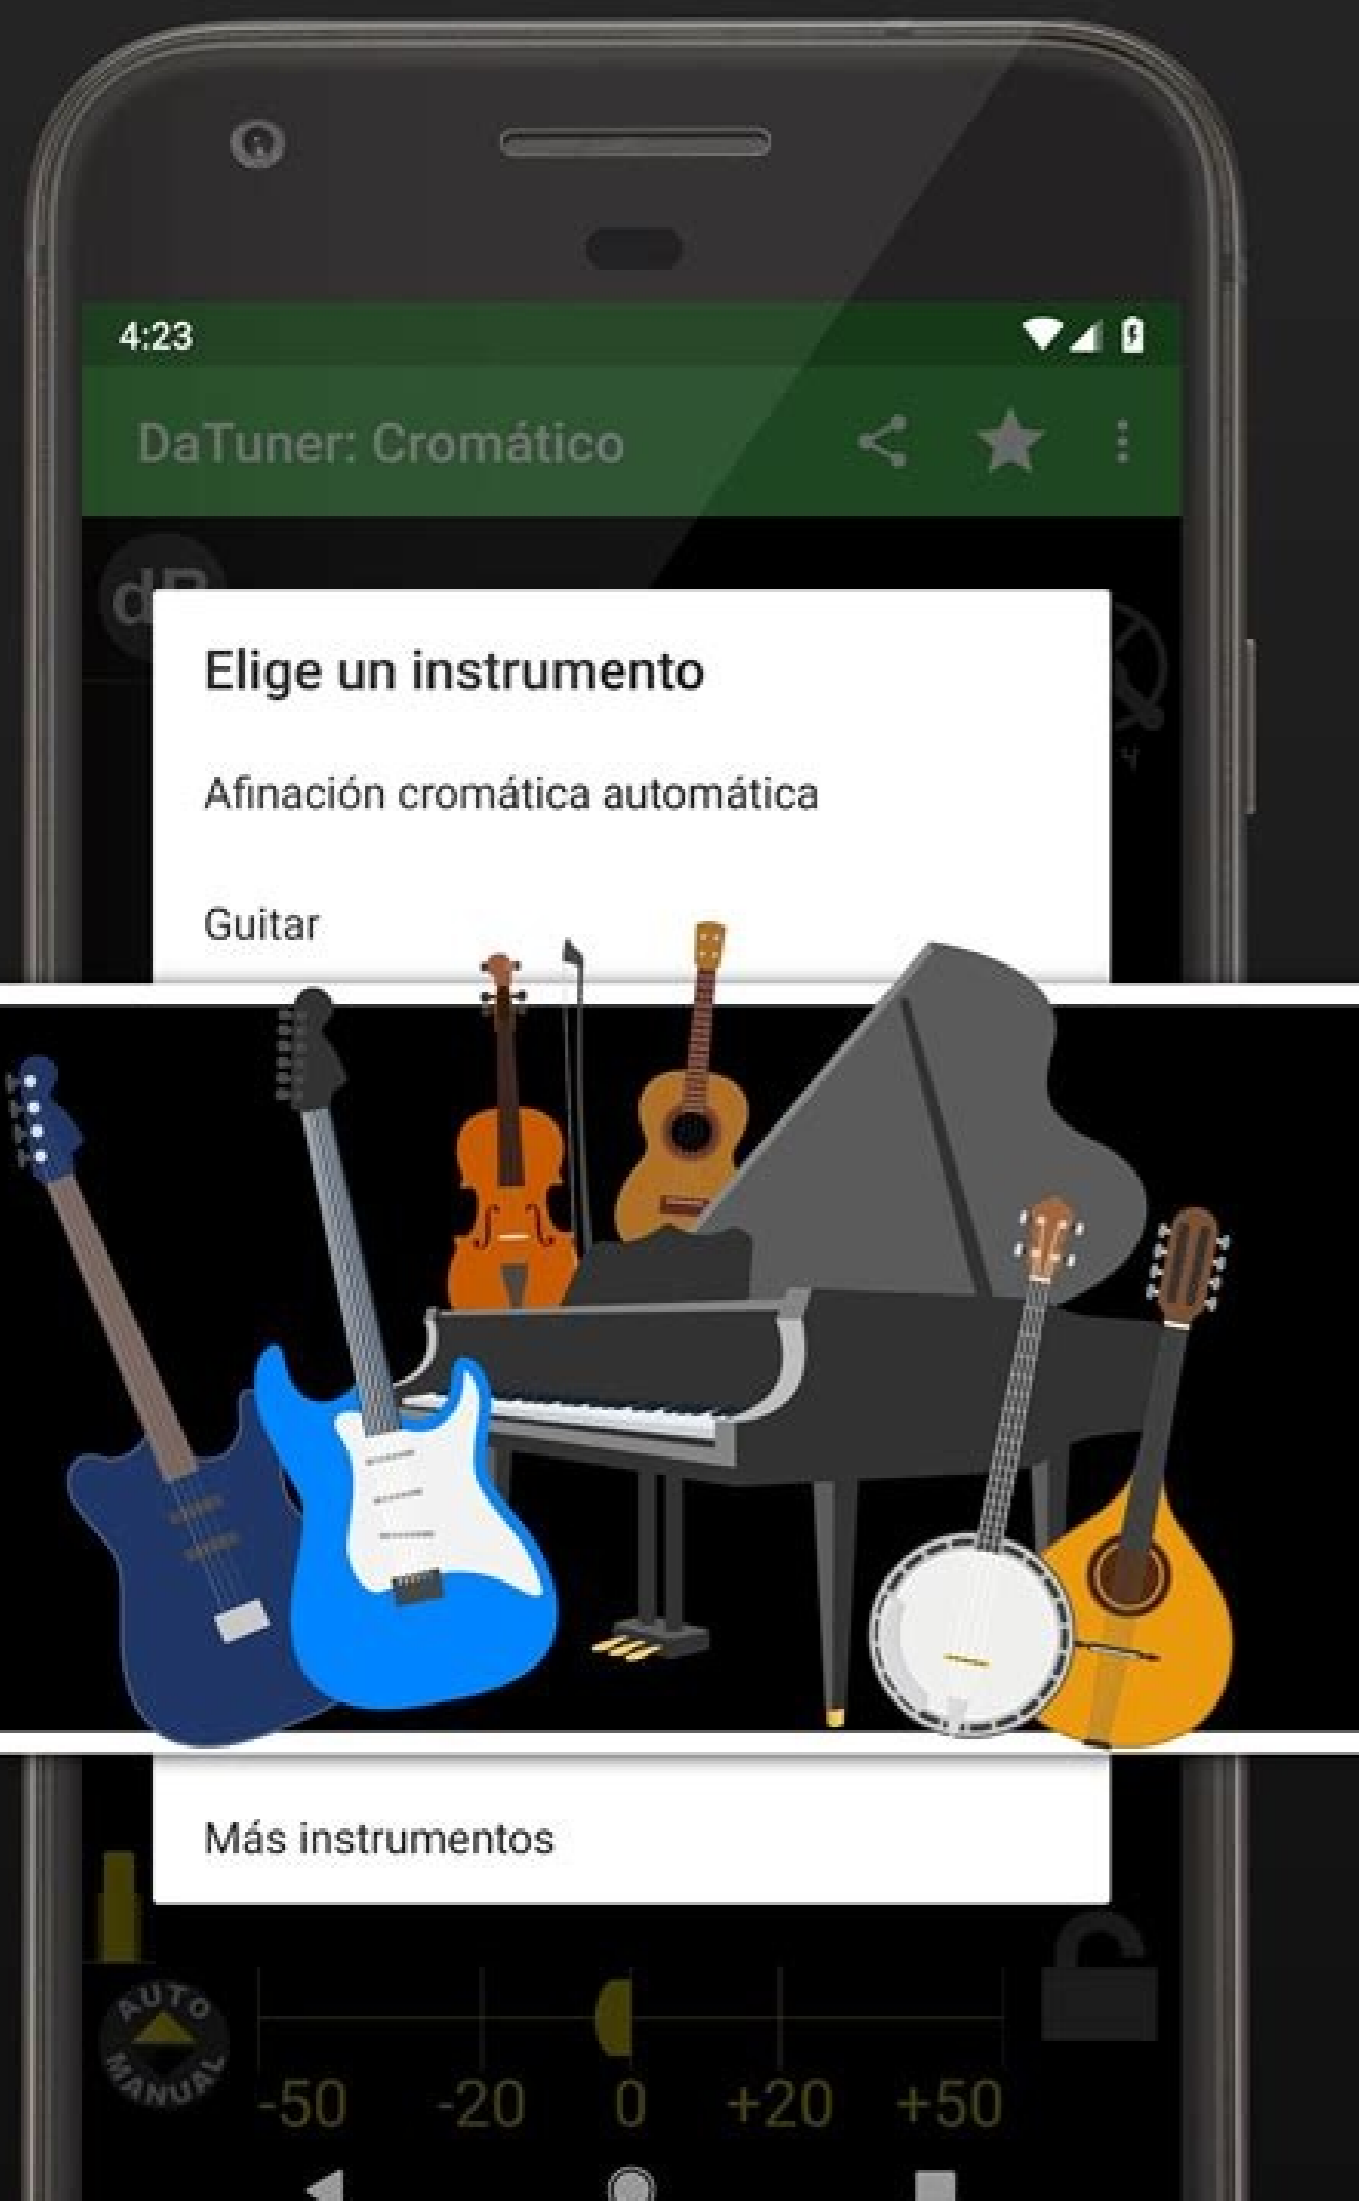 4:23
DaTuner: Cromático
Elige un instrumento
Afinación cromática automática
Guitar
Más instrumentos
AUTO
MANUAL
-50 -20 0 +20 +50